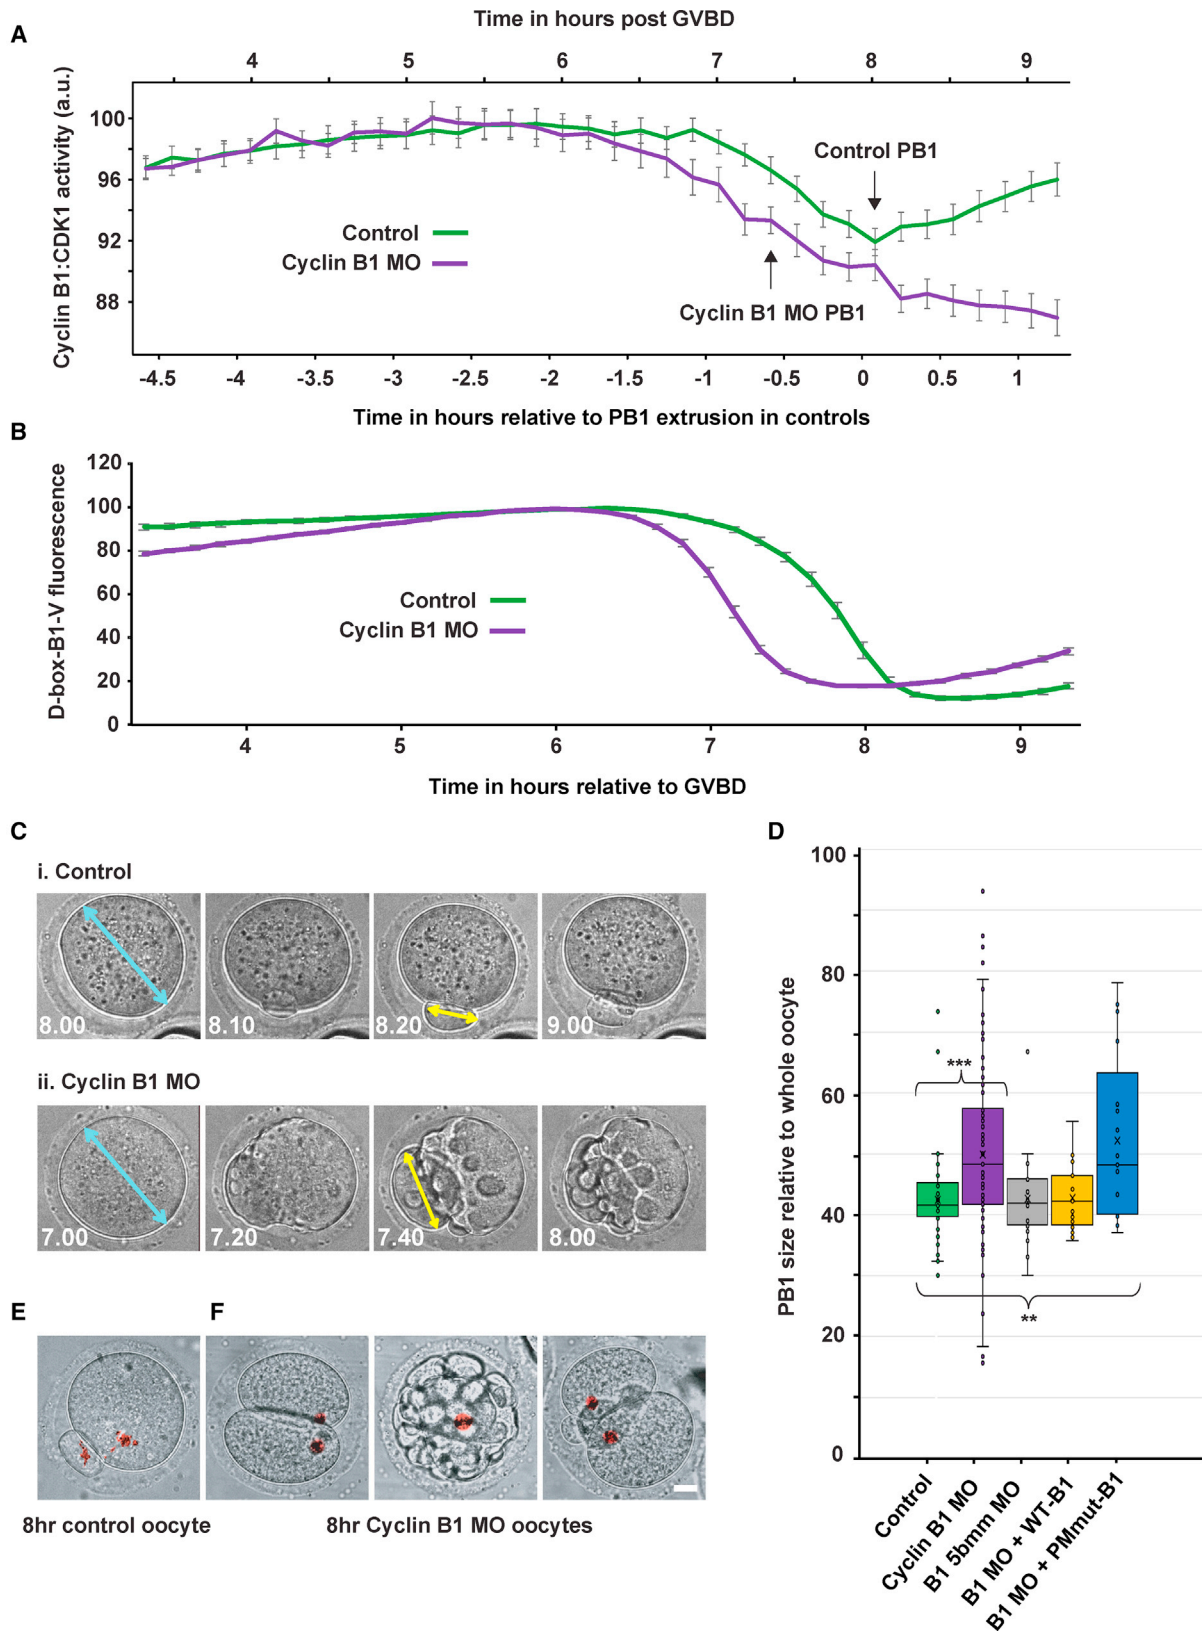 A
Time in hours post GVBD
4 5 6 7 8 9
Cyclin B1:CDK1 activity (a.u.)
100
96
92
88
Control PB1
Control
Cyclin B1 MO
Cyclin B1 MO PB1
-4.5 -4 -3.5 -3 -2.5 -2 -1.5 -1 -0.5 0 0.5 1
Time in hours relative to PB1 extrusion in controls
B
D-box-B1-V fluorescence
120
100
80
60
40
20
0
Control
Cyclin B1 MO
4 5 6 7 8 9
Time in hours relative to GVBD
C
i. Control
8.00 8.10 8.20 9.00
ii. Cyclin B1 MO
7.00 7.20 7.40 8.00
D
PB1 size relative to whole oocyte
100
80
60
40
20
0
***
**
Control
Cyclin B1 MO
B1 5bmm MO
B1 MO + WT-B1
B1 MO + PMmut-B1
E
F
8hr control oocyte
8hr Cyclin B1 MO oocytes